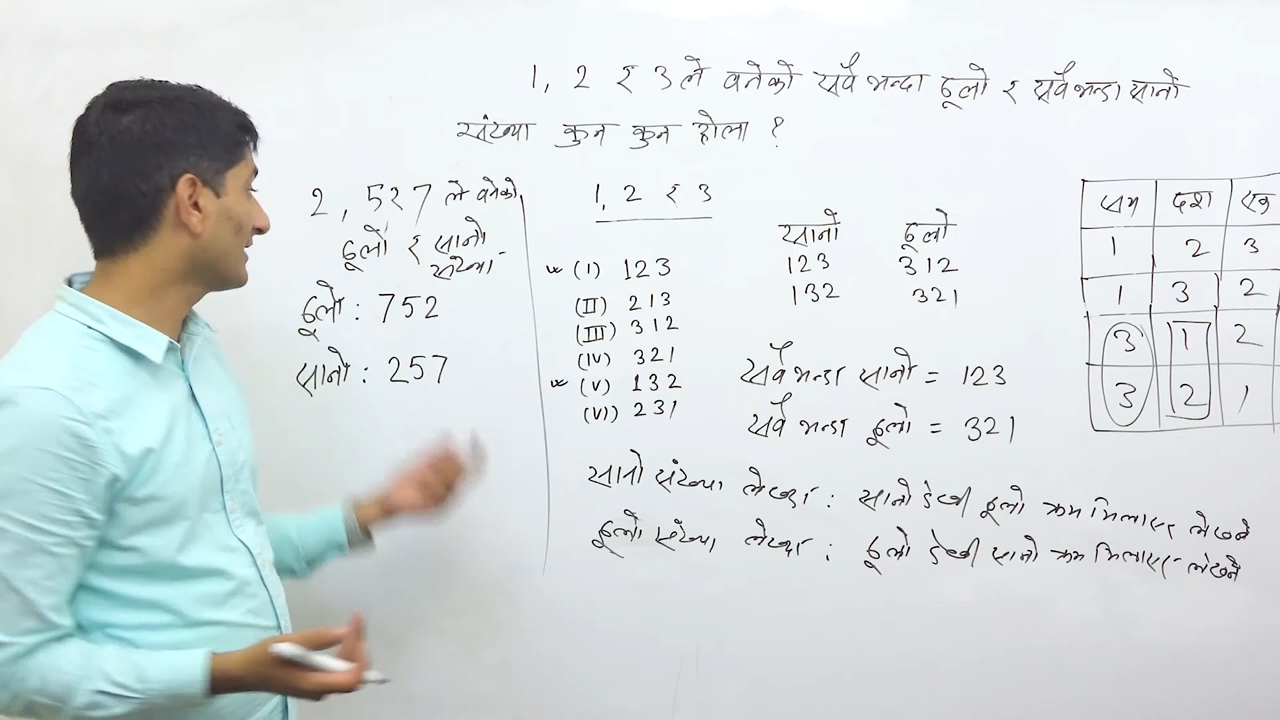 1, 2 र 3 ले बनेको सबै भन्दा ठूलो र सबै भन्दा सानो
संख्या कुन कुन होला ?
2, 5 र 7 ले बनेको
ठूलो र सानो
संख्या
ठूलो : 752
सानो : 257
1, 2 र 3
(I) 123
(II) 213
(III) 312
(IV) 321
(V) 132
(VI) 231
सानो ठूलो
123 312
132 321
सबै भन्दा सानो = 123
सबै भन्दा ठूलो = 321
सानो संख्या लेख्दा : सानो देखी ठूलो क्रम मिलाएर लेख्ने
ठूलो संख्या लेख्दा : ठूलो देखी सानो क्रम मिलाएर लेख्ने
सय दश एक
1 2 3
1 3 2
3 1 2
3 2 1